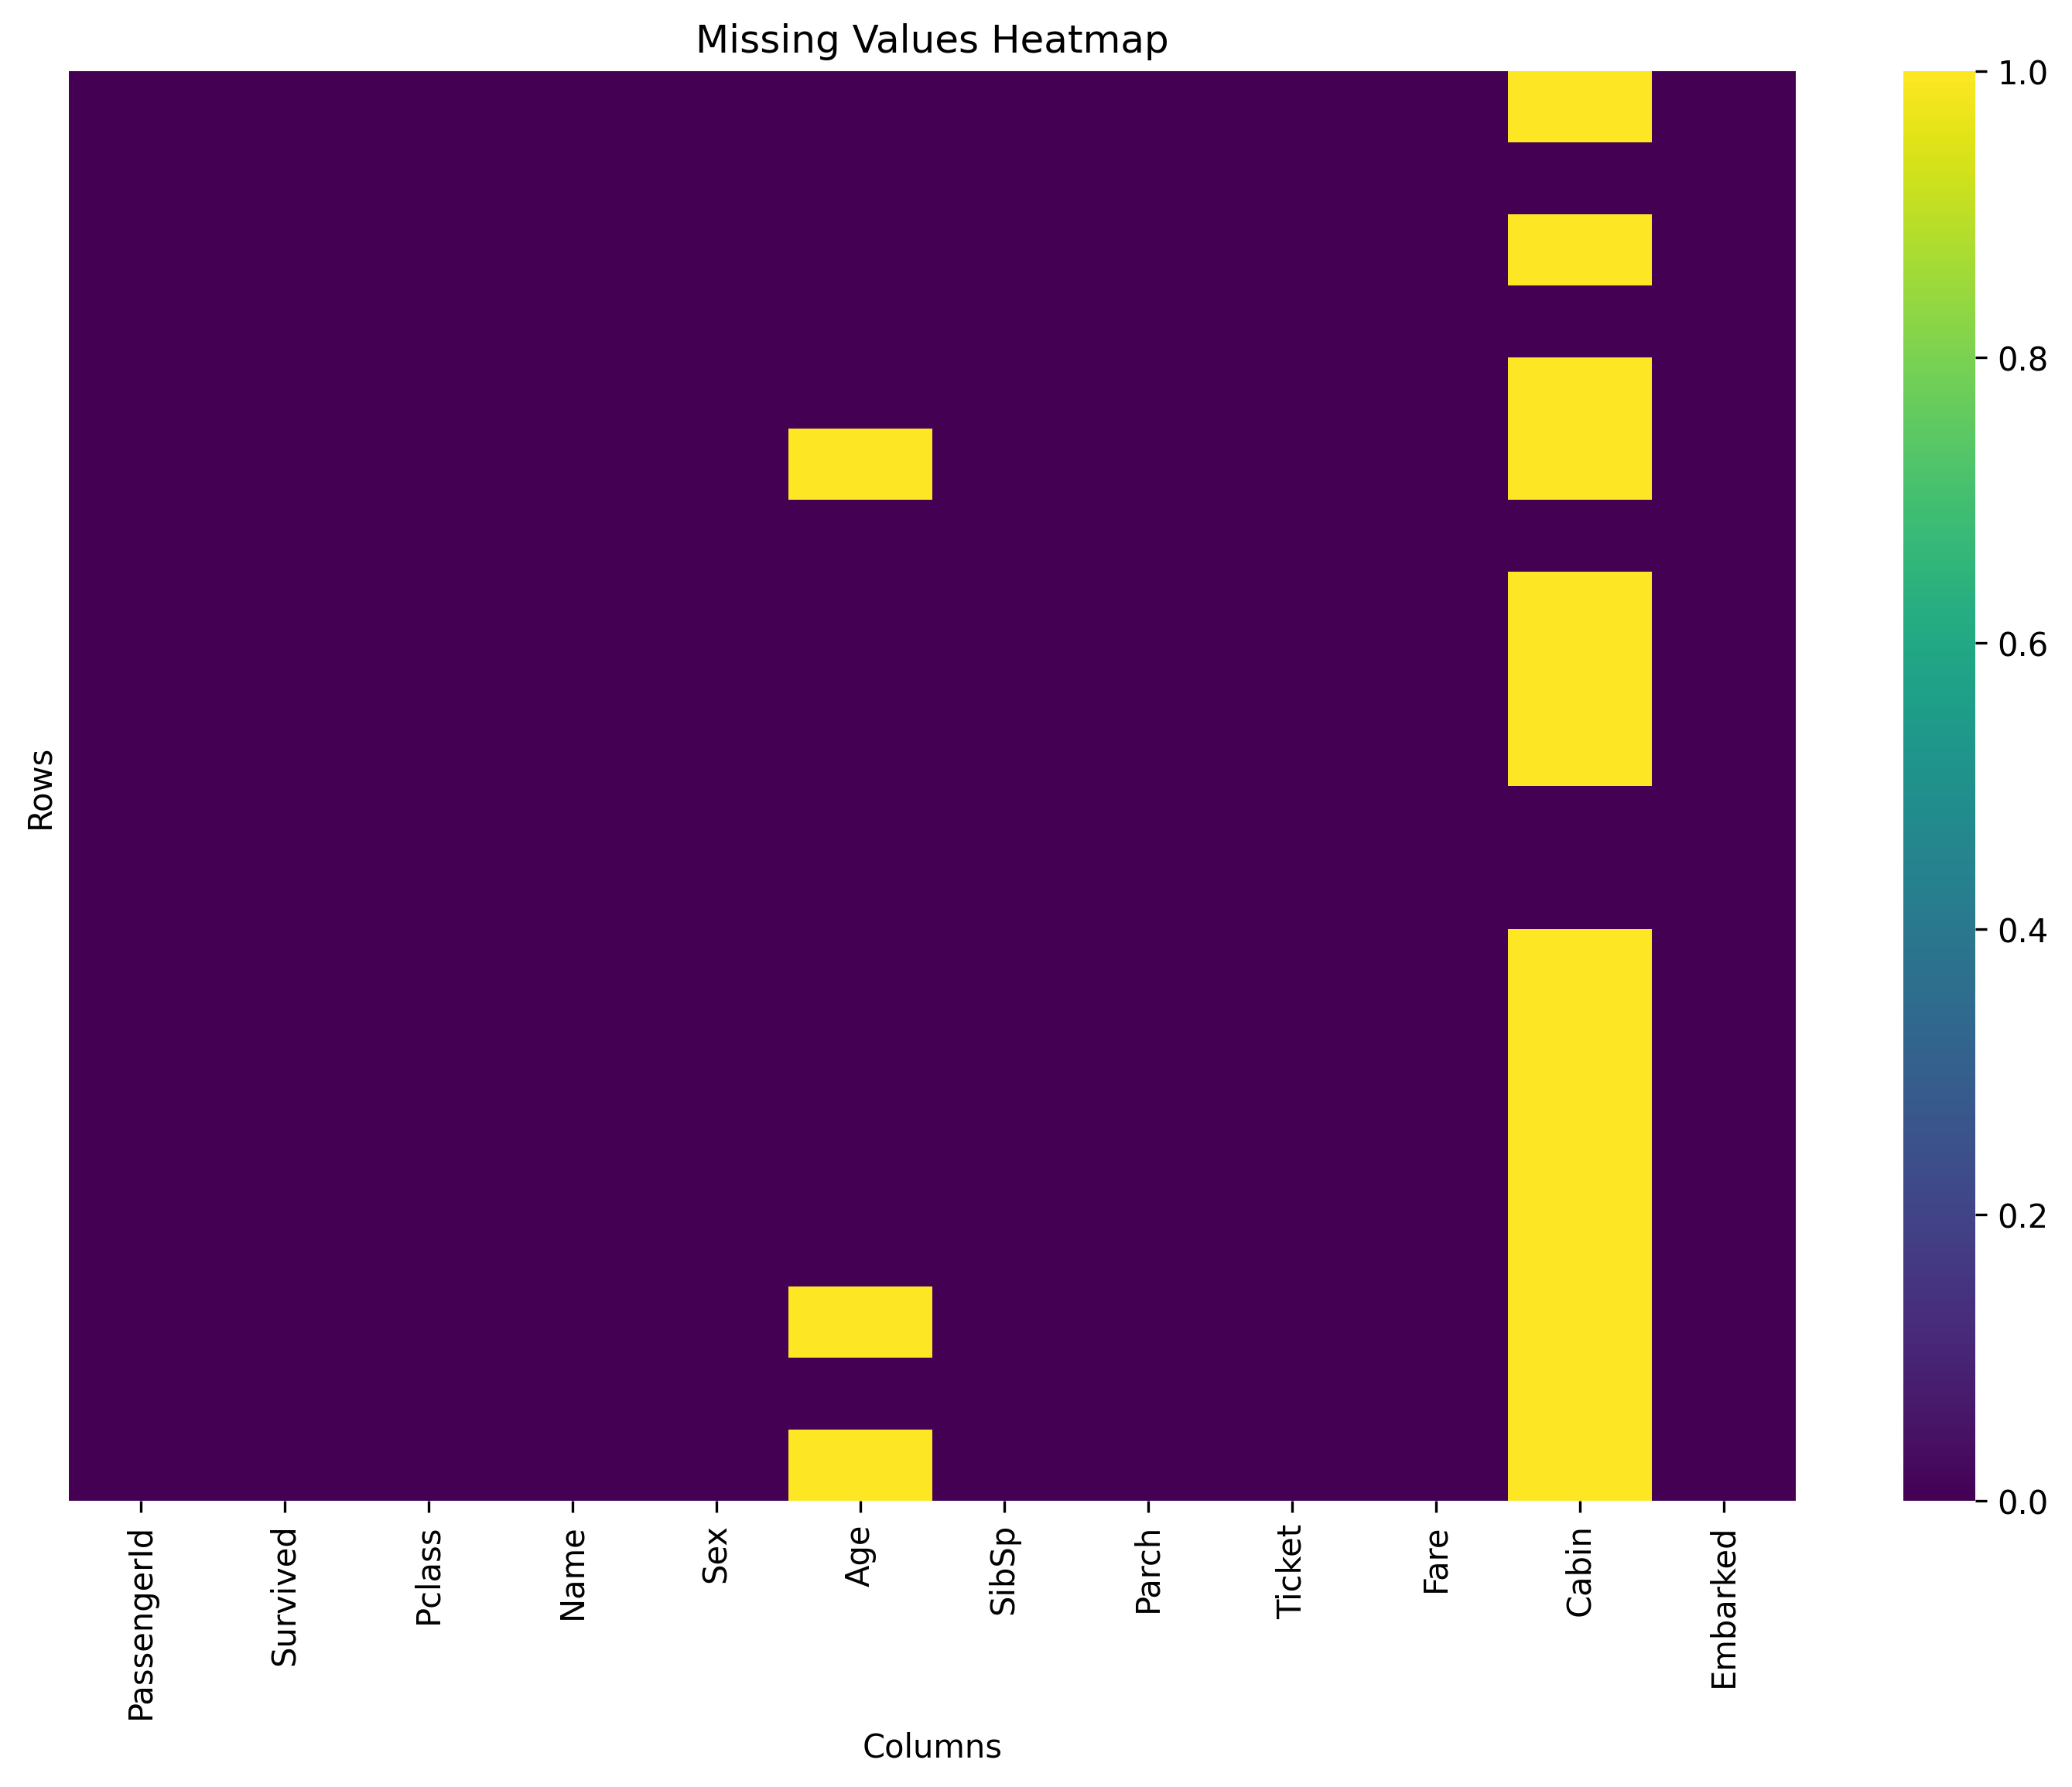 Missing Values Heatmap
Rows
PassengerId
Survived
Pclass
Name
Sex
Age
SibSp
Parch
Ticket
Fare
Cabin
Embarked
Columns
1.0
0.8
0.6
0.4
0.2
0.0